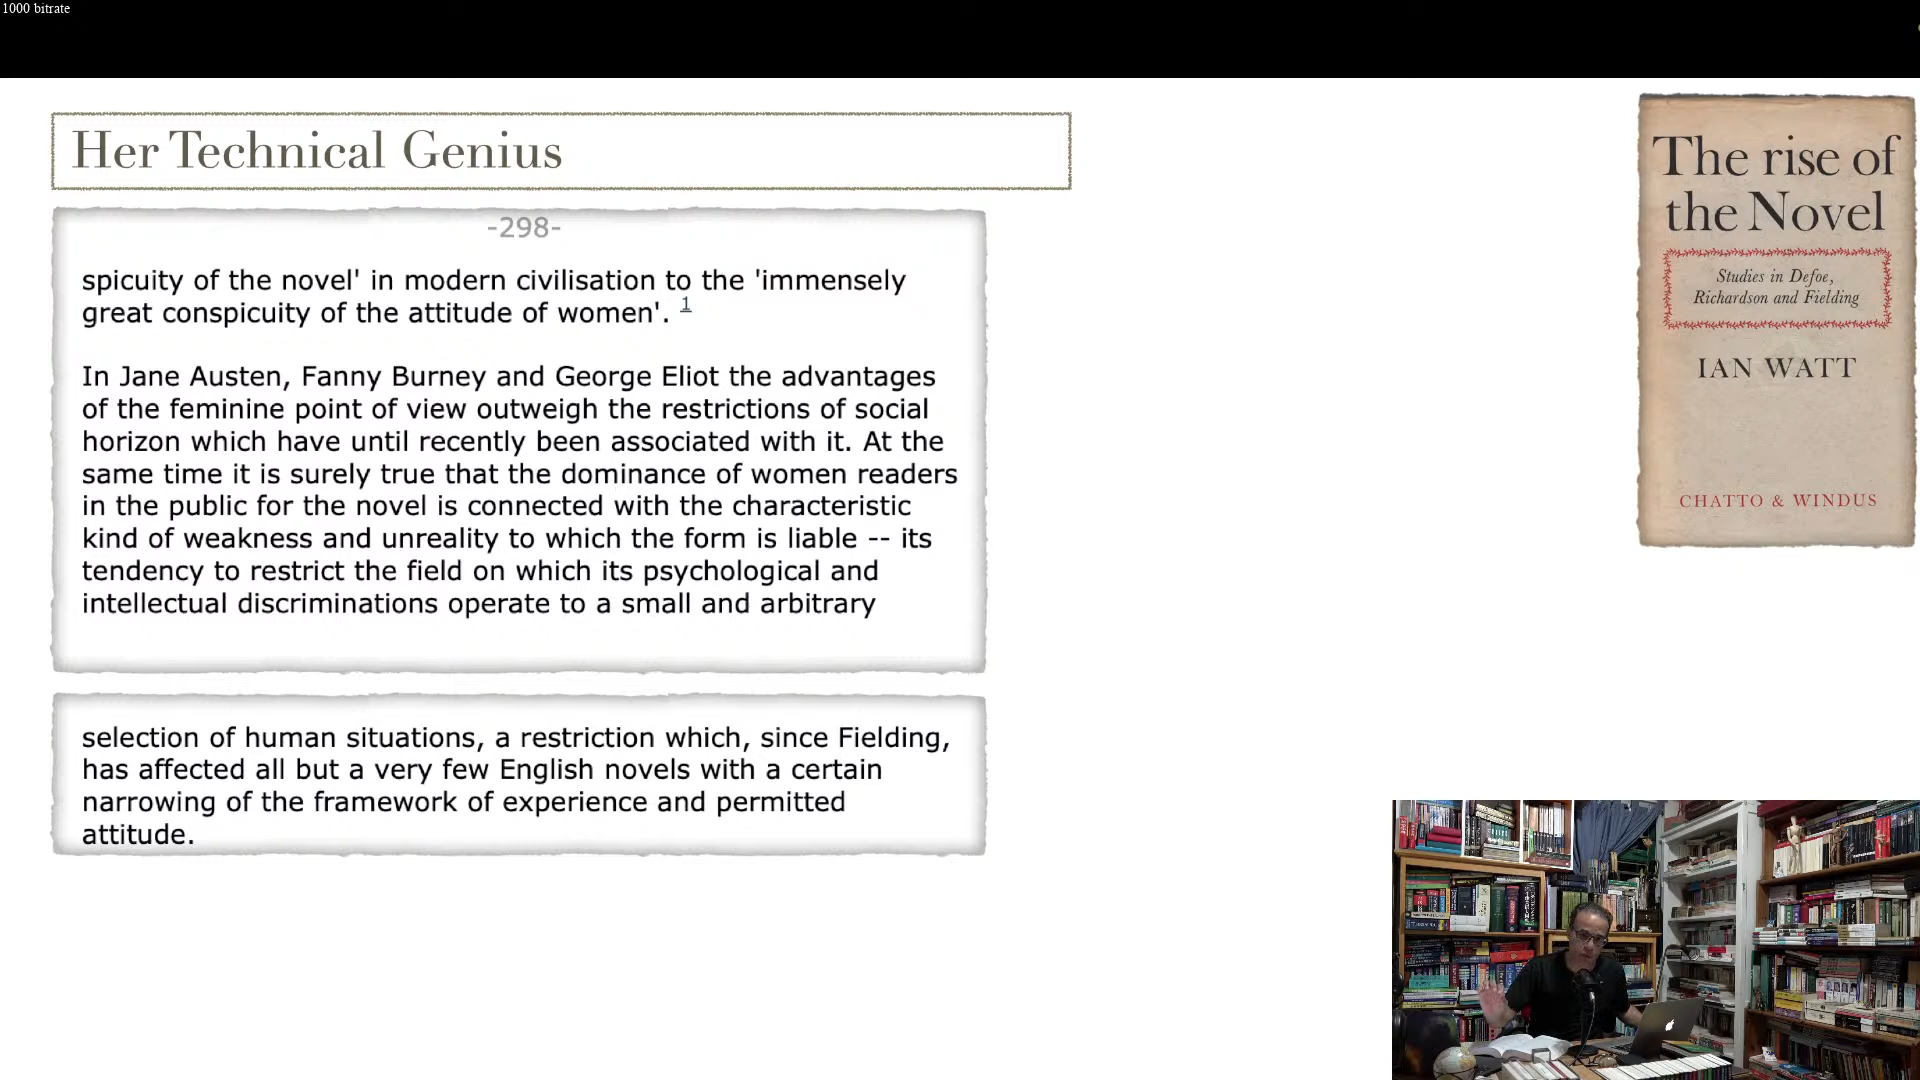 1000 bitrate
Her Technical Genius
-298-
spicuity of the novel' in modern civilisation to the 'immensely
great conspicuity of the attitude of women'. 1
In Jane Austen, Fanny Burney and George Eliot the advantages
of the feminine point of view outweigh the restrictions of social
horizon which have until recently been associated with it. At the
same time it is surely true that the dominance of women readers
in the public for the novel is connected with the characteristic
kind of weakness and unreality to which the form is liable -- its
tendency to restrict the field on which its psychological and
intellectual discriminations operate to a small and arbitrary
selection of human situations, a restriction which, since Fielding,
has affected all but a very few English novels with a certain
narrowing of the framework of experience and permitted
attitude.
The rise of
the Novel
Studies in Defoe,
Richardson and Fielding
IAN WATT
CHATTO & WINDUS